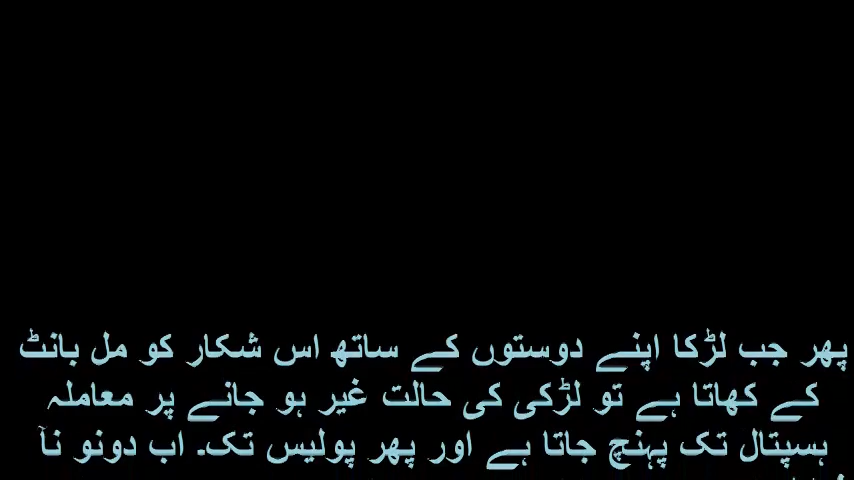 پھر جب لڑکا اپنے دوستوں کے ساتھ اس شکار کو مل بانٹ
کے کھاتا ہے تو لڑکی کی حالت غیر ہو جانے پر معاملہ
ہسپتال تک پہنچ جاتا ہے اور پھر پولیس تک۔ اب دونو نآ